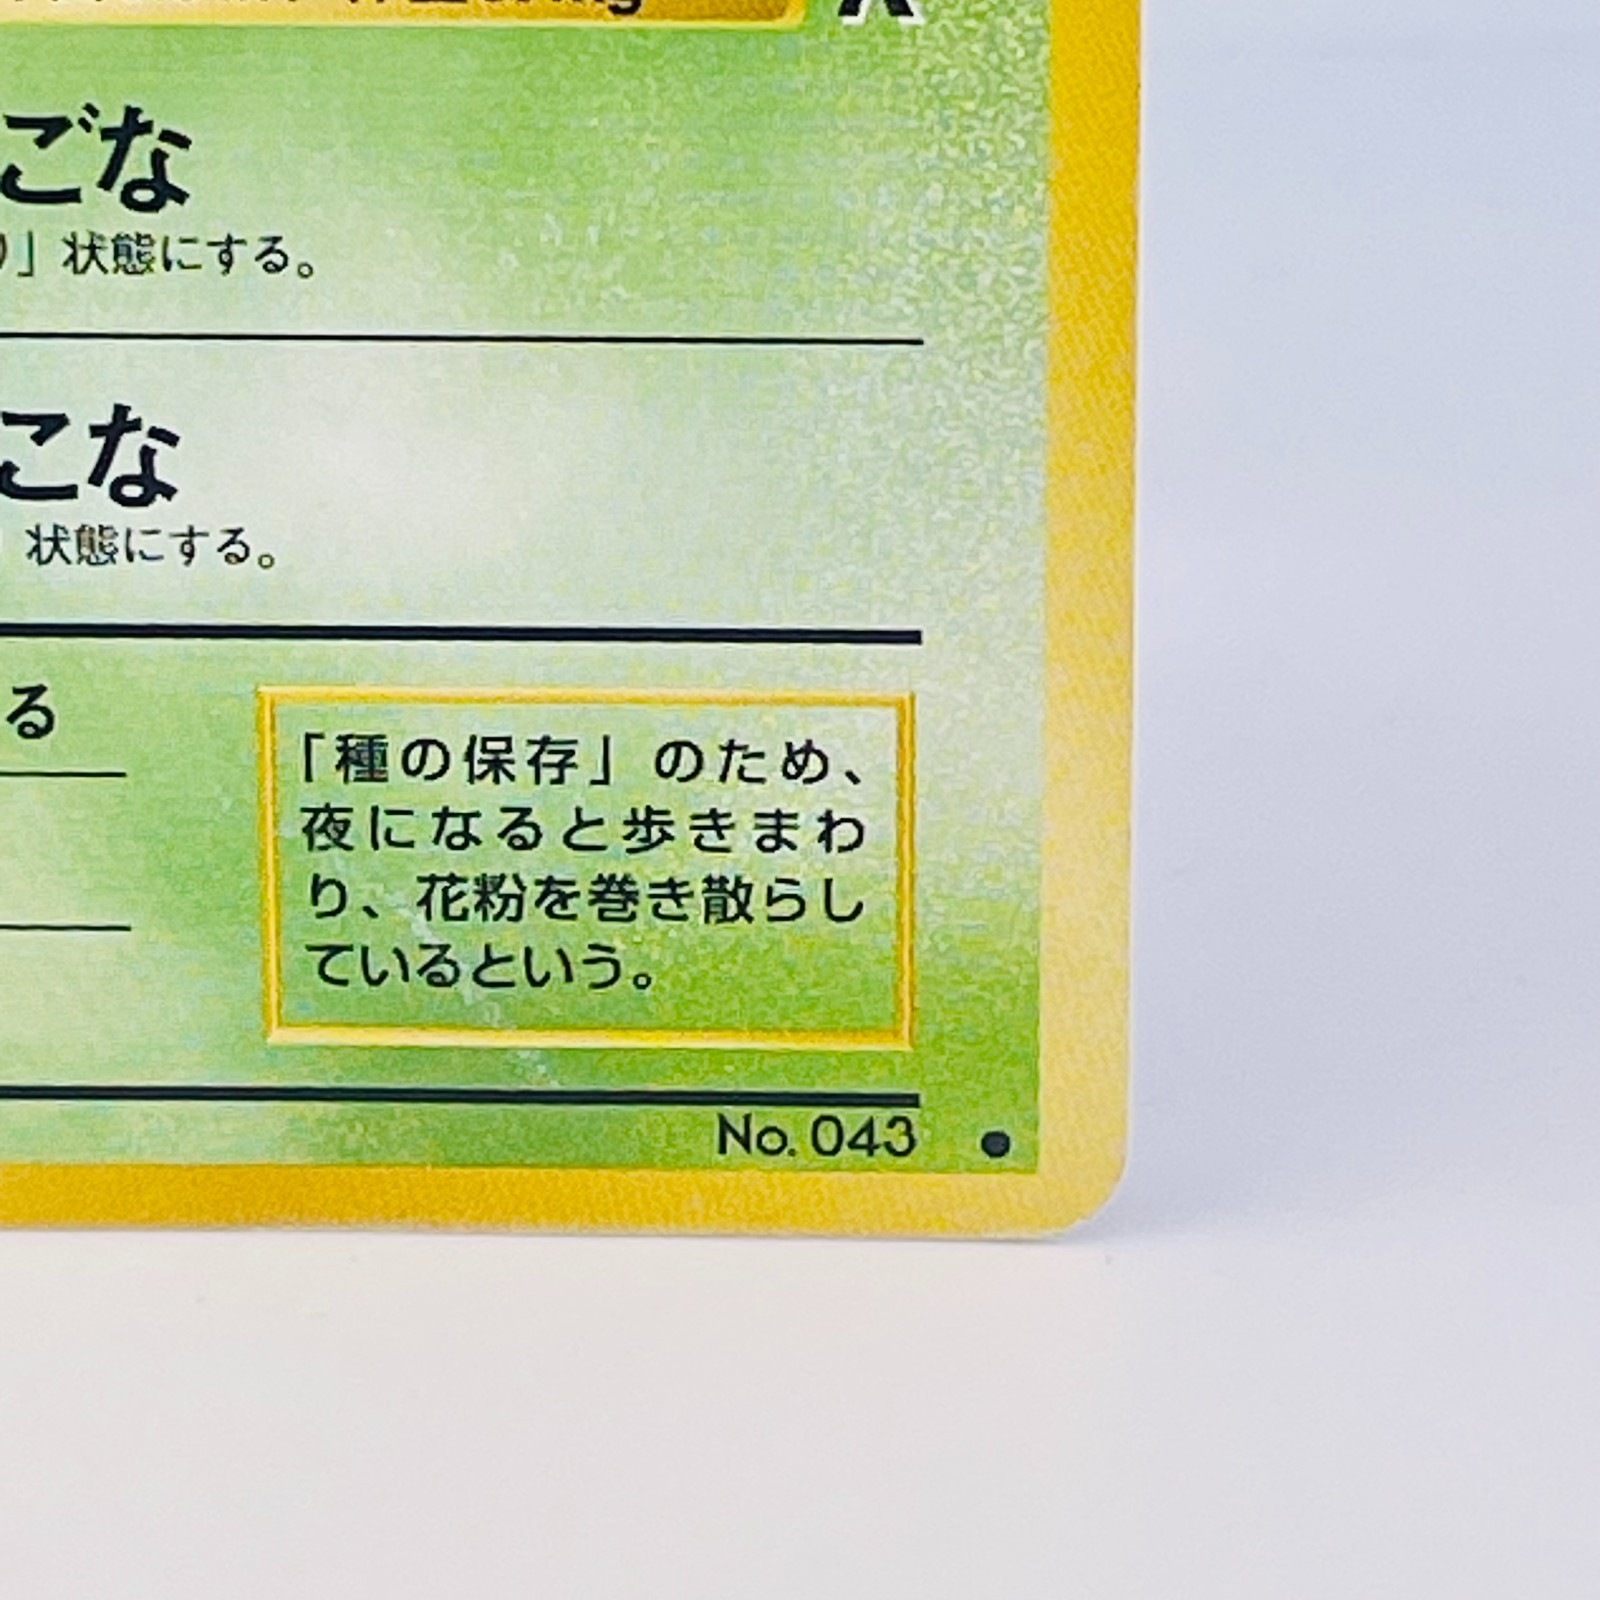 ごな
」状態にする。
こな
状態にする。
る
「種の保存」のため、
夜になると歩きまわ
り、花粉を巻き散らし
ているという。
No. 043